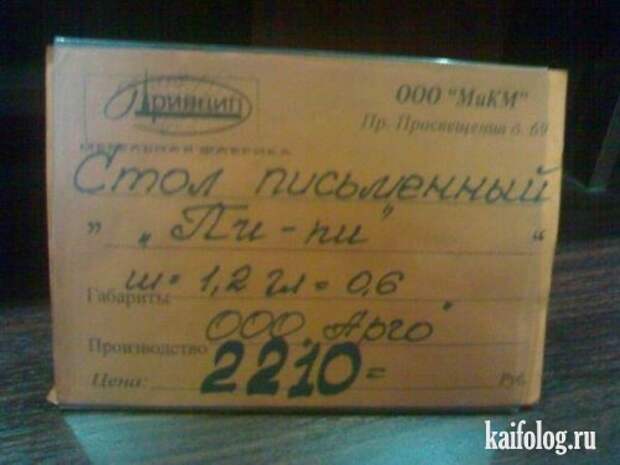 Принцип
ООО "МиКМ"
Пр. Просвещения д. 69
МЕБЕЛЬНАЯ ФАБРИКА
Стол письменный
" „Пи-пи" "
Габариты ш = 1,2 гл = 0,6
Производство ООО „Арго"
Цена: 2210= руб.
kaifolog.ru